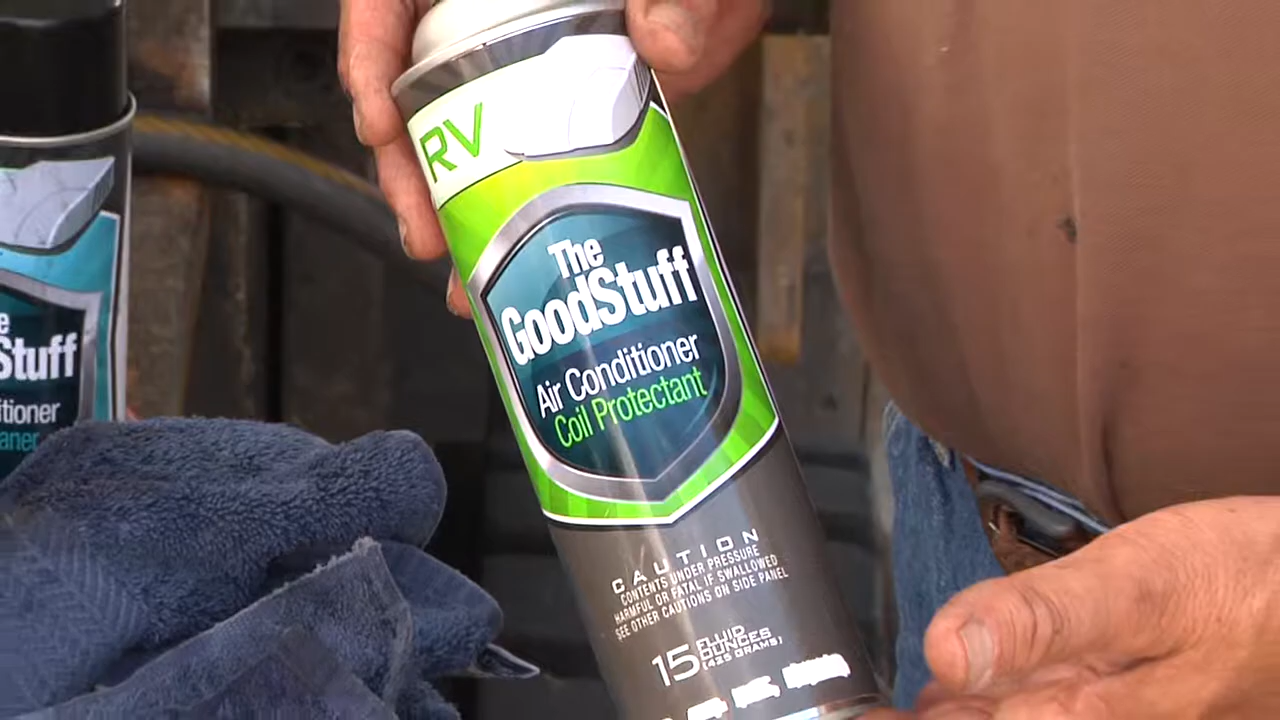 RV
The
GoodStuff
Air Conditioner
Coil Protectant
CAUTION
CONTENTS UNDER PRESSURE
HARMFUL OR FATAL IF SWALLOWED
SEE OTHER CAUTIONS ON SIDE PANEL
15 FLUID
OUNCES
(425 GRAMS)
e
Stuff
itioner
aner